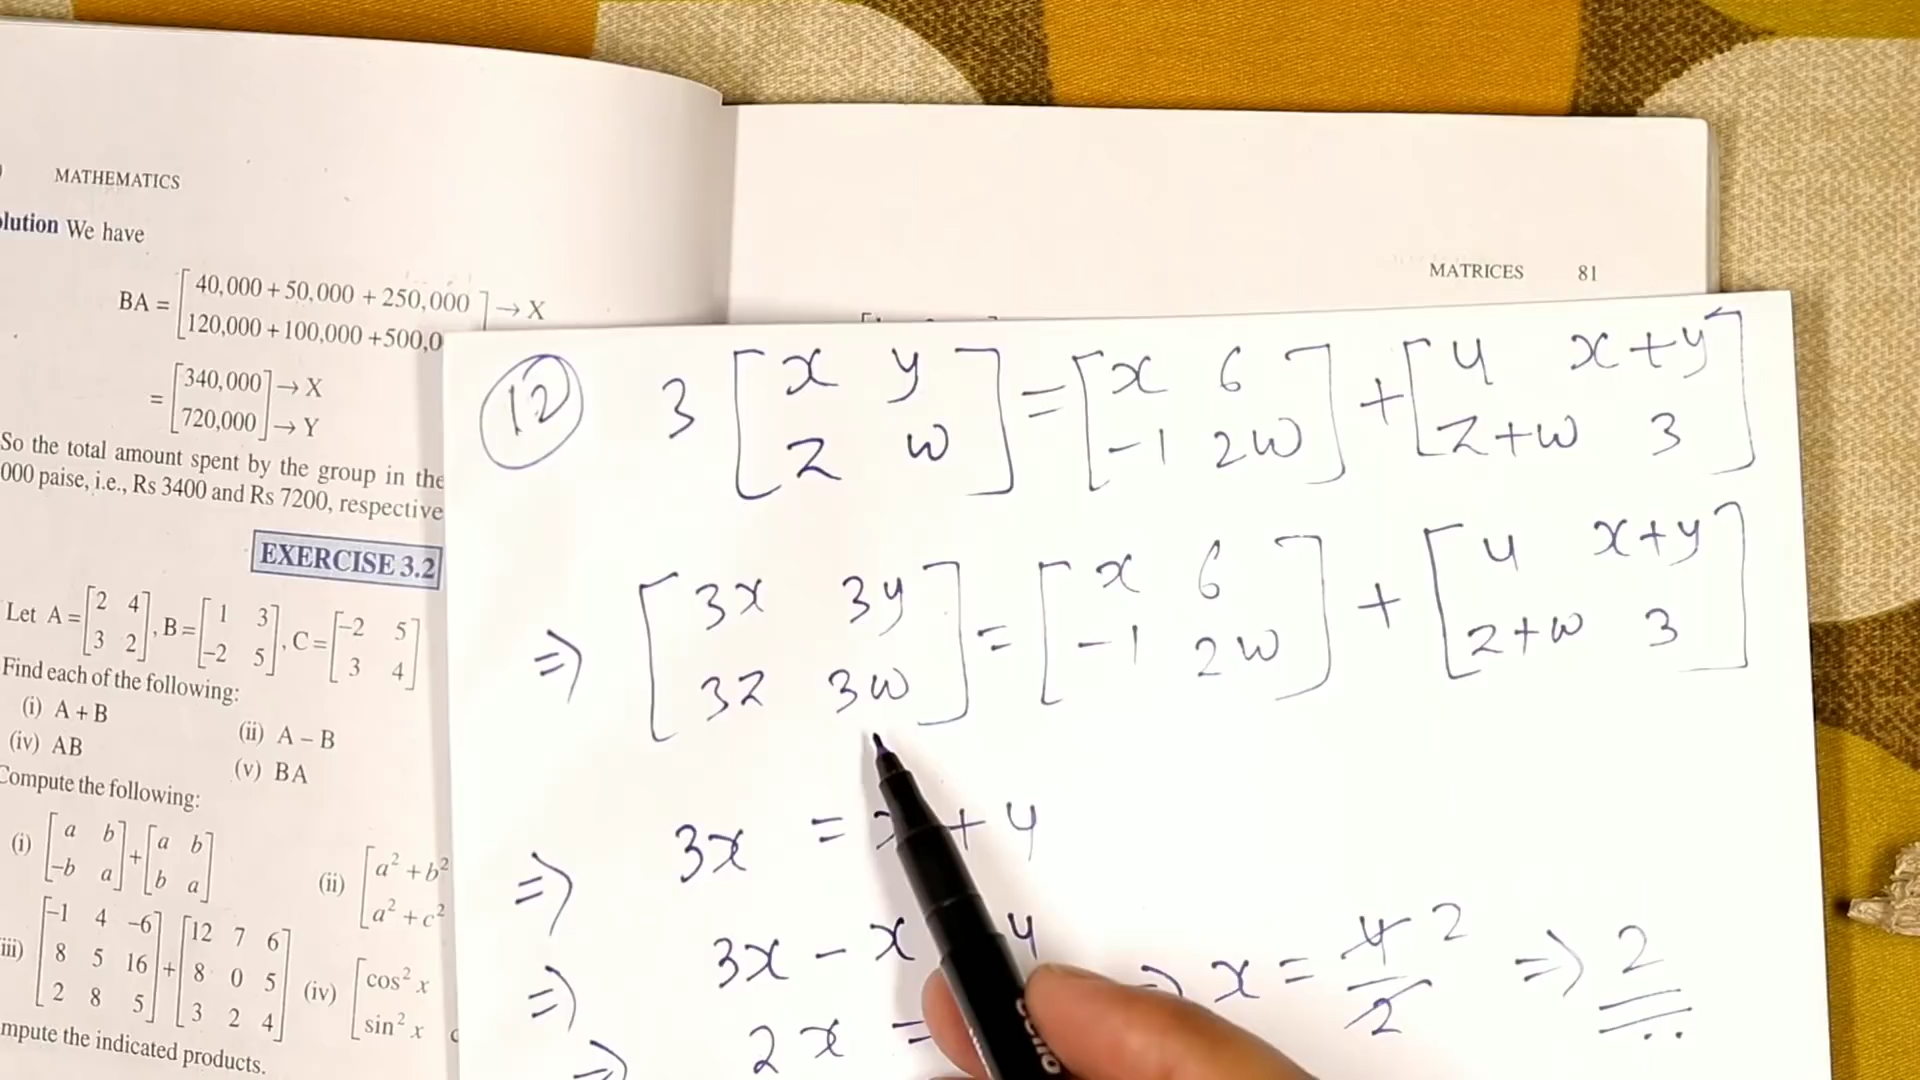 MATHEMATICS
lution We have
BA = [40,000 + 50,000 + 250,000] → X
[120,000 + 100,000 + 500,0
= [340,000] → X
[720,000] → Y
So the total amount spent by the group in the
000 paise, i.e., Rs 3400 and Rs 7200, respective
EXERCISE 3.2
Let A = [2 4; 3 2], B = [1 3; -2 5], C = [-2 5; 3 4]
Find each of the following:
(i) A + B
(ii) A – B
(iv) AB
(v) BA
Compute the following:
(i) [a b; -b a] + [a b; b a]
(ii) [a² + b²; a² + c²
iii) [-1 4 -6; 8 5 16; 2 8 5] + [12 7 6; 8 0 5; 3 2 4]
(iv) [cos² x; sin² x
mpute the indicated products.
MATRICES 81
(12) 3 [x y; z w] = [x 6; -1 2w] + [4 x+y; z+w 3]
⇒ [3x 3y; 3z 3w] = [x 6; -1 2w] + [4 x+y; z+w 3]
⇒ 3x = x + 4
⇒ 3x - x 4
⇒ 2x = ⇒ x = 4/2 2 ⇒ 2